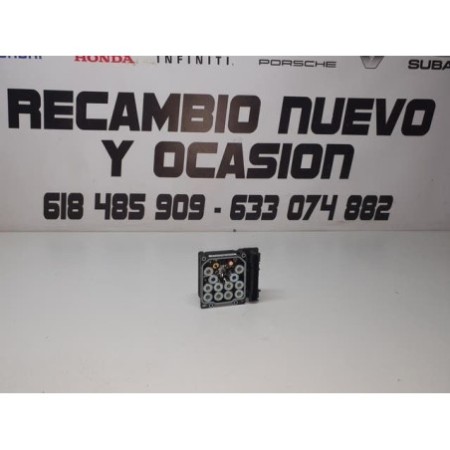 HONDA INFINITI. PORSCHE SUBA
RECAMBIO NUEVO
Y OCASION
618 485 909 - 633 074 882